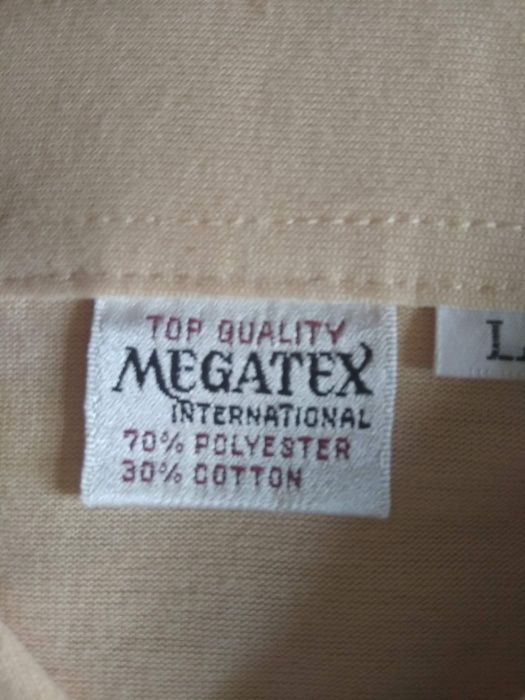 TOP QUALITY
MEGATEX
INTERNATIONAL
70% POLYESTER
30% COTTON